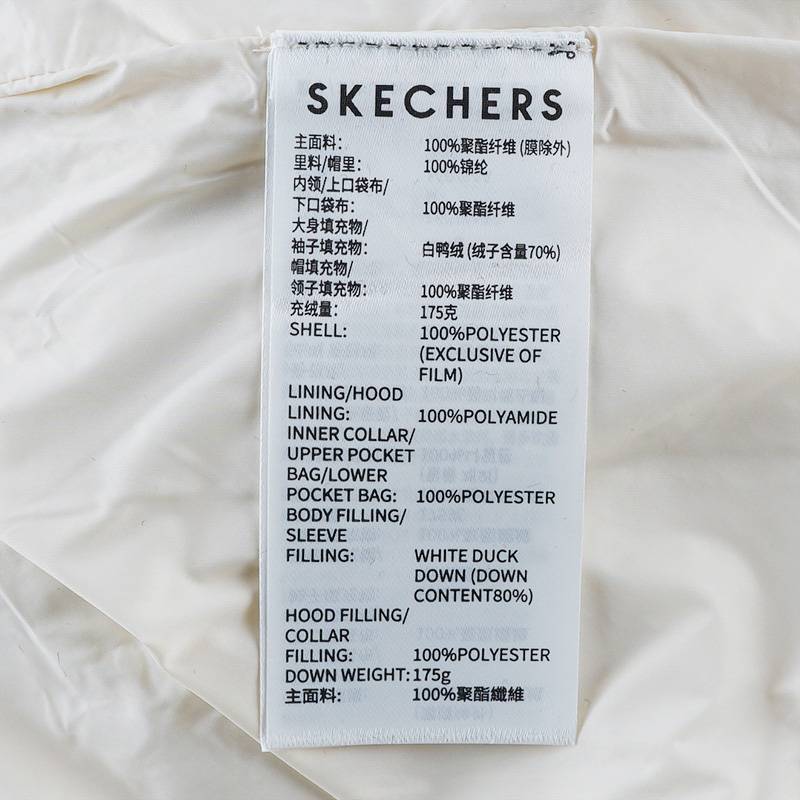 SKECHERS
主面料: 100%聚酯纤维 (膜除外)
里料/帽里: 100%锦纶
内领/上口袋布/
下口袋布: 100%聚酯纤维
大身填充物/
袖子填充物: 白鸭绒 (绒子含量70%)
帽填充物/
领子填充物: 100%聚酯纤维
充绒量: 175克
SHELL: 100%POLYESTER
(EXCLUSIVE OF
FILM)
LINING/HOOD
LINING: 100%POLYAMIDE
INNER COLLAR/
UPPER POCKET
BAG/LOWER
POCKET BAG: 100%POLYESTER
BODY FILLING/
SLEEVE
FILLING: WHITE DUCK
DOWN (DOWN
CONTENT80%)
HOOD FILLING/
COLLAR
FILLING: 100%POLYESTER
DOWN WEIGHT: 175g
主面料: 100%聚酯纖維